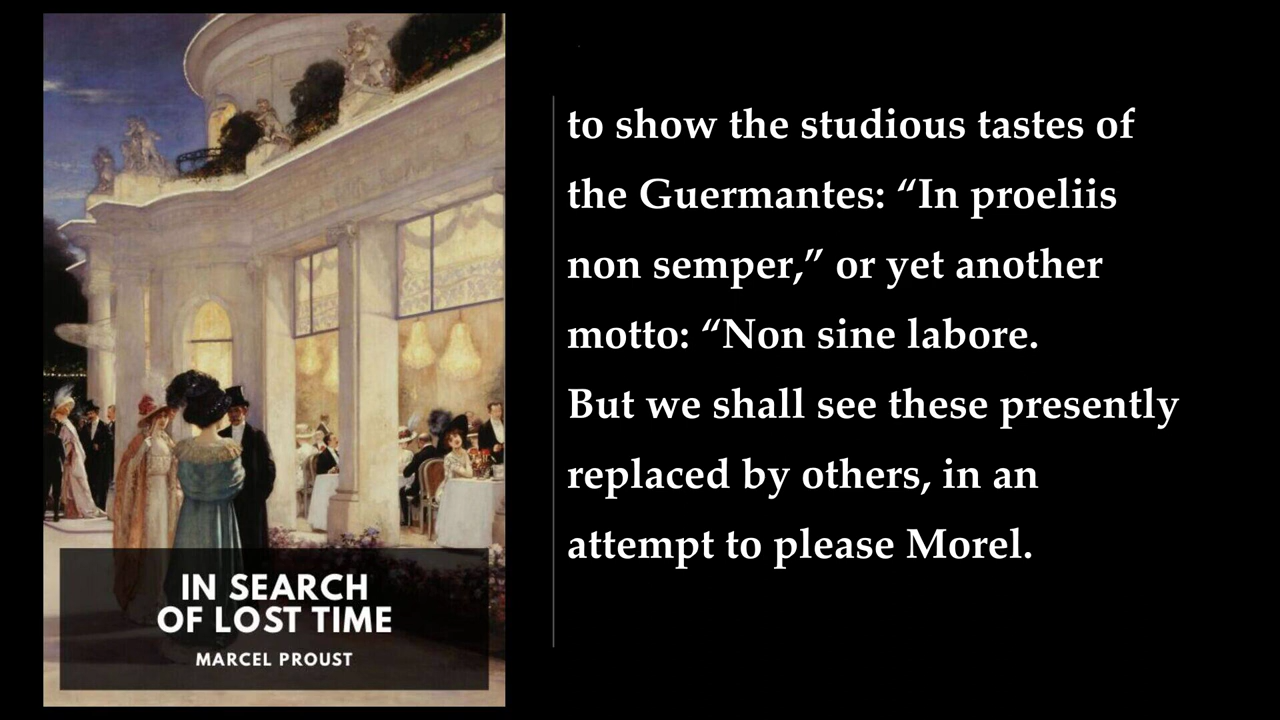 IN SEARCH
OF LOST TIME
MARCEL PROUST
to show the studious tastes of
the Guermantes: “In proeliis
non semper,” or yet another
motto: “Non sine labore.
But we shall see these presently
replaced by others, in an
attempt to please Morel.